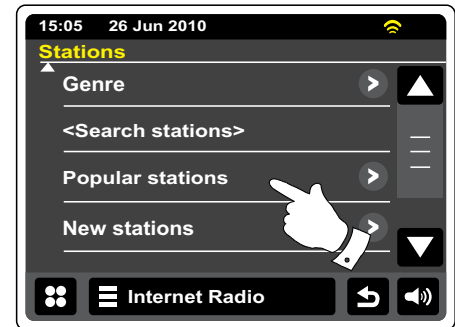 15:05 26 Jun 2010
Stations
Genre
<Search stations>
Popular stations
New stations
Internet Radio